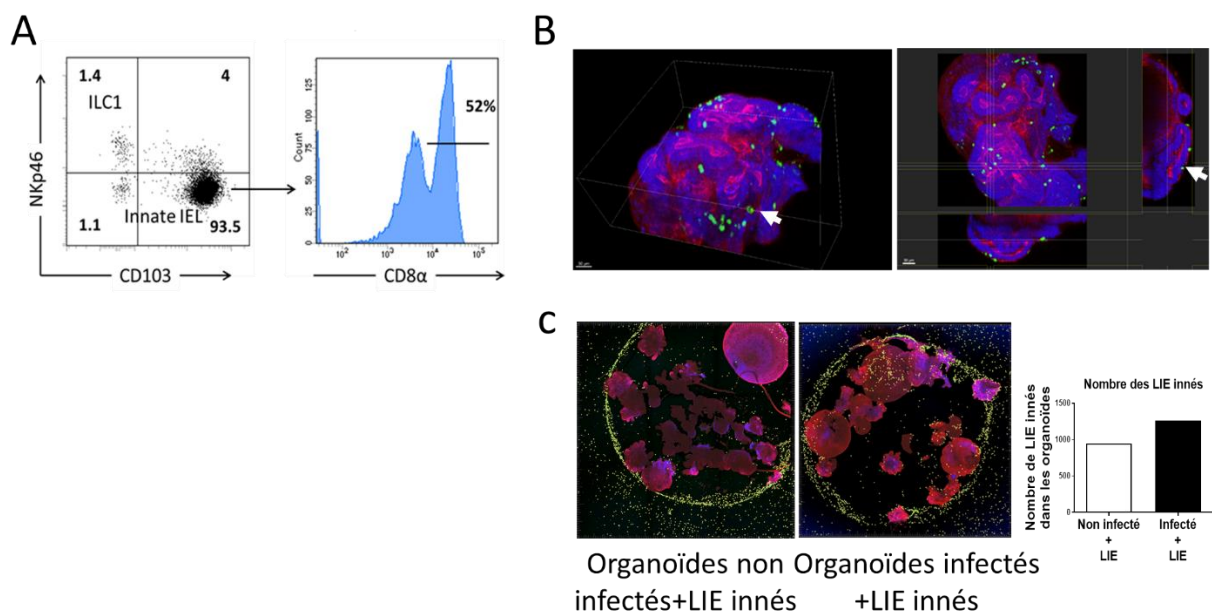 A
NKp46
1.4
4
ILC1
Innate IEL
1.1
93.5
CD103
Count
0
25
50
75
100
125
52%
10²
10³
10⁴
10⁵
CD8α
B
C
Organoïdes non
infectés+LIE innés
Organoïdes infectés
+LIE innés
Nombre des LIE innés
Nombre de LIE innés
dans les organoïdes
1500
1000
500
0
Non infecté
+
LIE
Infecté
+
LIE